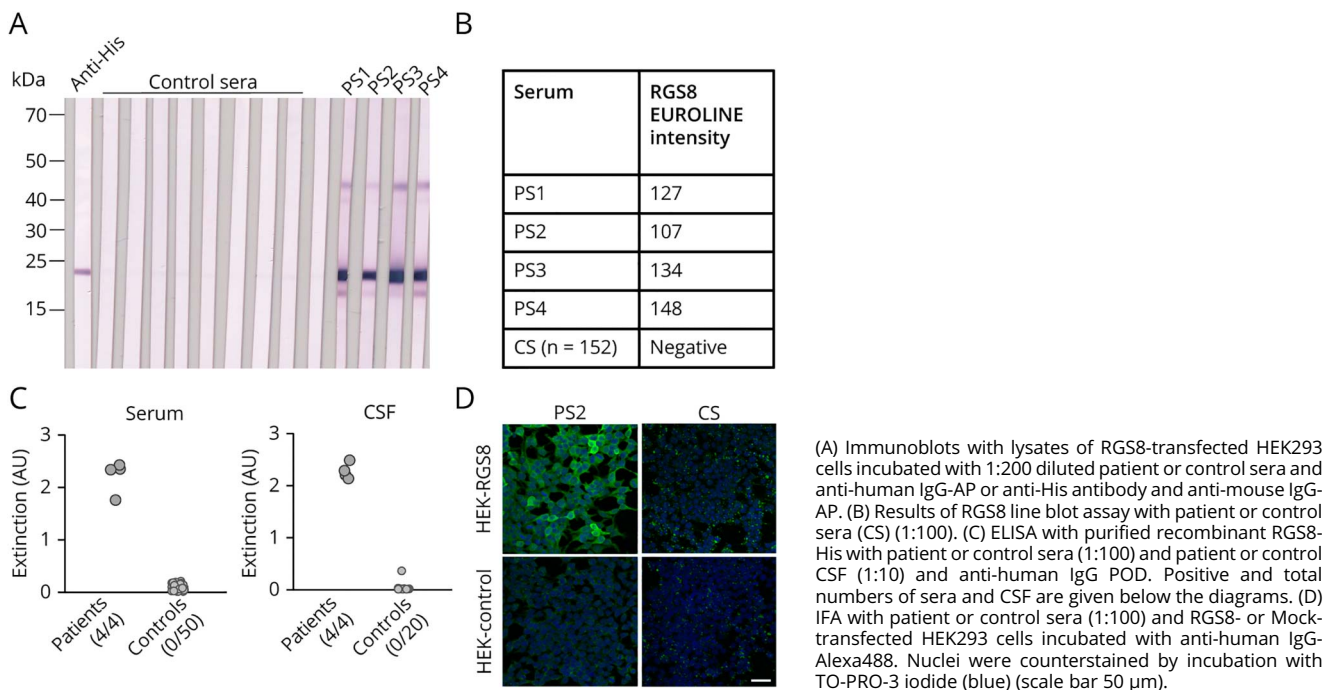 A
kDa
Anti-His
Control sera
PS1
PS2
PS3
PS4
70
50
40
30
25
15
B
Serum
RGS8
EUROLINE
intensity
PS1
127
PS2
107
PS3
134
PS4
148
CS (n = 152)
Negative
C
Serum
Extinction (AU)
3
2
1
0
Patients
(4/4)
Controls
(0/50)
CSF
Extinction (AU)
3
2
1
0
Patients
(4/4)
Controls
(0/20)
D
PS2
CS
HEK-RGS8
HEK-control
(A) Immunoblots with lysates of RGS8-transfected HEK293
cells incubated with 1:200 diluted patient or control sera and
anti-human IgG-AP or anti-His antibody and anti-mouse IgG-
AP. (B) Results of RGS8 line blot assay with patient or control
sera (CS) (1:100). (C) ELISA with purified recombinant RGS8-
His with patient or control sera (1:100) and patient or control
CSF (1:10) and anti-human IgG POD. Positive and total
numbers of sera and CSF are given below the diagrams. (D)
IFA with patient or control sera (1:100) and RGS8- or Mock-
transfected HEK293 cells incubated with anti-human IgG-
Alexa488. Nuclei were counterstained by incubation with
TO-PRO-3 iodide (blue) (scale bar 50 μm).